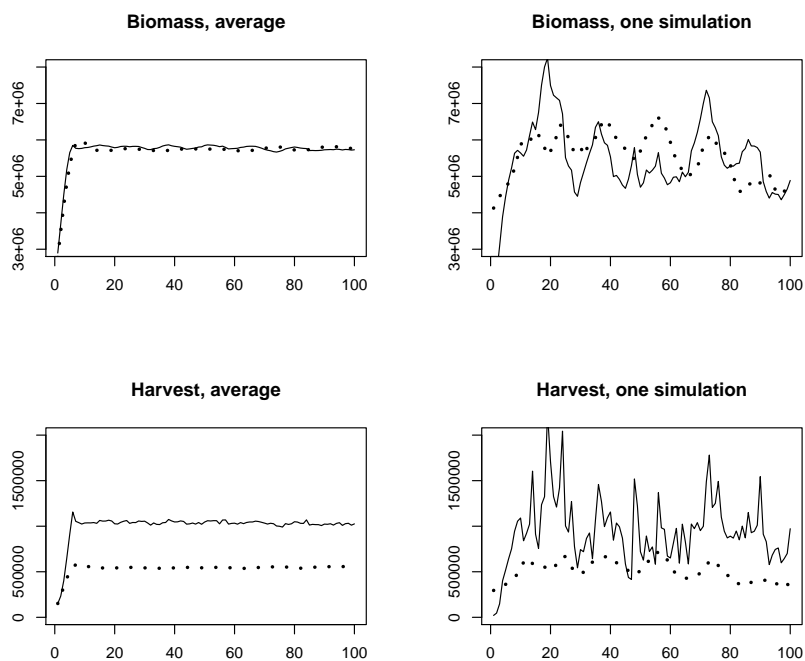 Biomass, average
3e+06 5e+06 7e+06
0 20 40 60 80 100
Biomass, one simulation
3e+06 5e+06 7e+06
0 20 40 60 80 100
Harvest, average
0 500000 1500000
0 20 40 60 80 100
Harvest, one simulation
0 500000 1500000
0 20 40 60 80 100